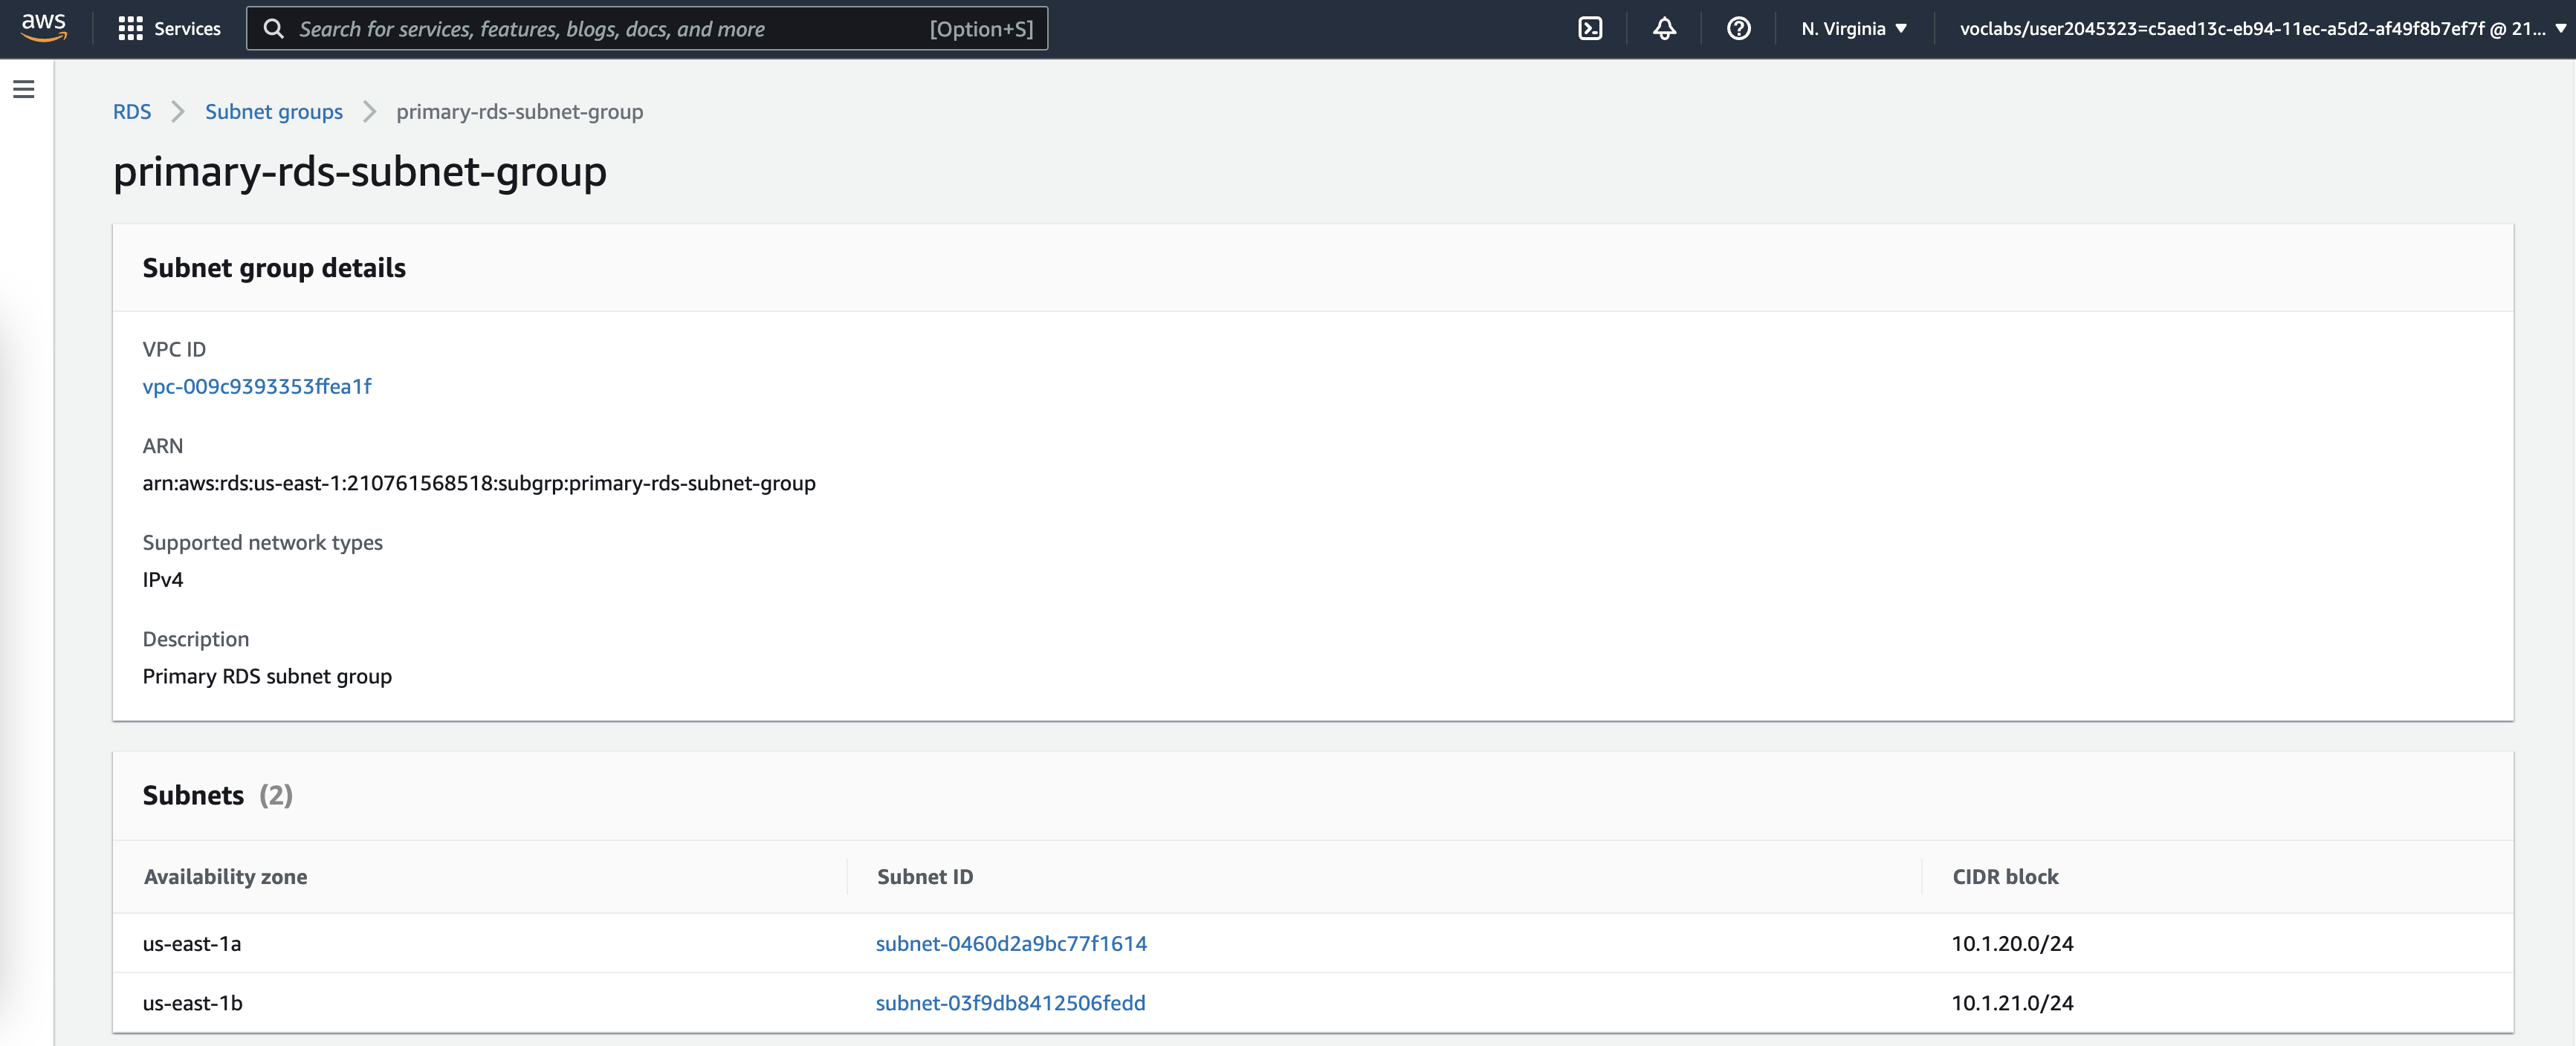 aws
Services
Search for services, features, blogs, docs, and more [Option+S]
N. Virginia
voclabs/user2045323=c5aed13c-eb94-11ec-a5d2-af49f8b7ef7f @ 21...
RDS
Subnet groups
primary-rds-subnet-group
primary-rds-subnet-group
Subnet group details
VPC ID
vpc-009c9393353ffea1f
ARN
arn:aws:rds:us-east-1:210761568518:subgrp:primary-rds-subnet-group
Supported network types
IPv4
Description
Primary RDS subnet group
Subnets (2)
Availability zone Subnet ID CIDR block
us-east-1a subnet-0460d2a9bc77f1614 10.1.20.0/24
us-east-1b subnet-03f9db8412506fedd 10.1.21.0/24